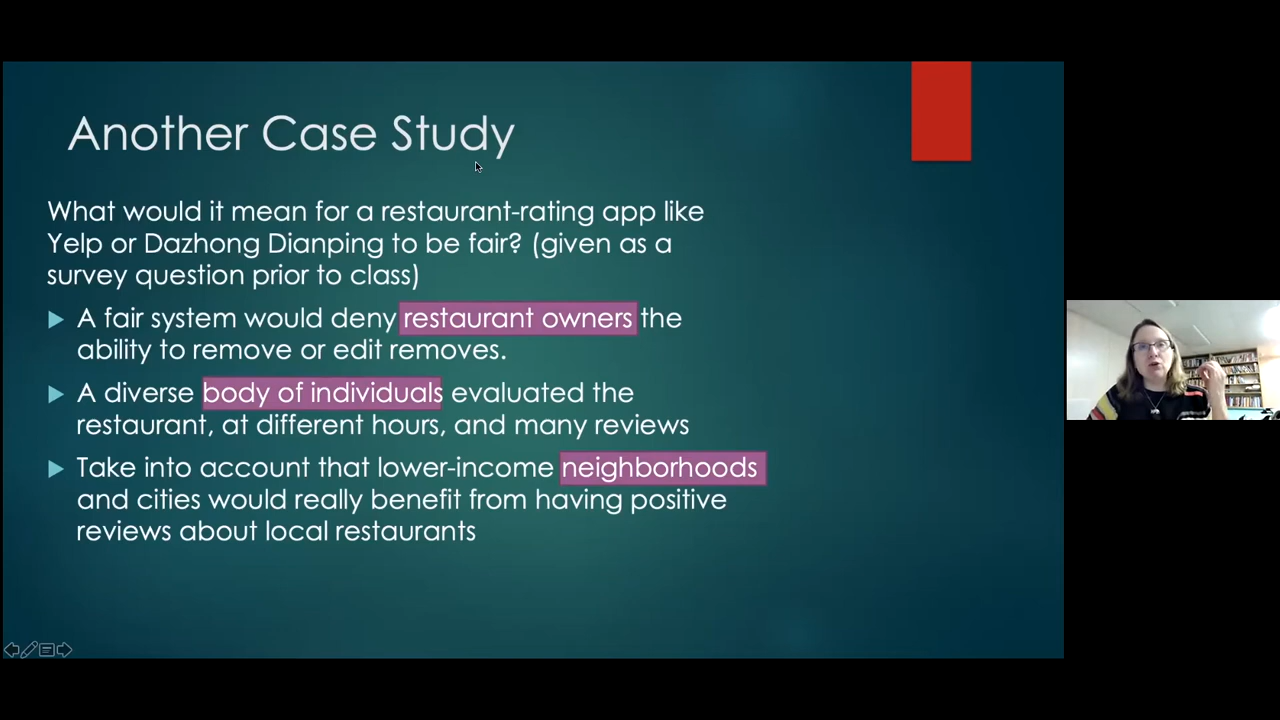 Another Case Study
What would it mean for a restaurant-rating app like
Yelp or Dazhong Dianping to be fair? (given as a
survey question prior to class)
A fair system would deny restaurant owners the
ability to remove or edit removes.
A diverse body of individuals evaluated the
restaurant, at different hours, and many reviews
Take into account that lower-income neighborhoods
and cities would really benefit from having positive
reviews about local restaurants